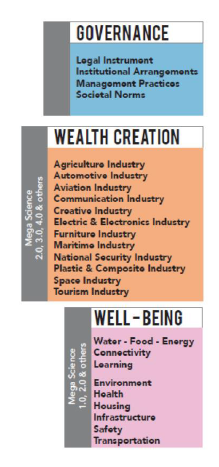 GOVERNANCE
Legal Instrument
Institutional Arrangements
Management Practices
Societal Norms
WEALTH CREATION
Mega Science
2.0, 3.0, 4.0 & others
Agriculture Industry
Automotive Industry
Aviation Industry
Communication Industry
Creative Industry
Electric & Electronics Industry
Furniture Industry
Maritime Industry
National Security Industry
Plastic & Composite Industry
Space Industry
Tourism Industry
WELL-BEING
Mega Science
1.0, 2.0 & others
Water - Food - Energy
Connectivity
Learning
Environment
Health
Housing
Infrastructure
Safety
Transportation